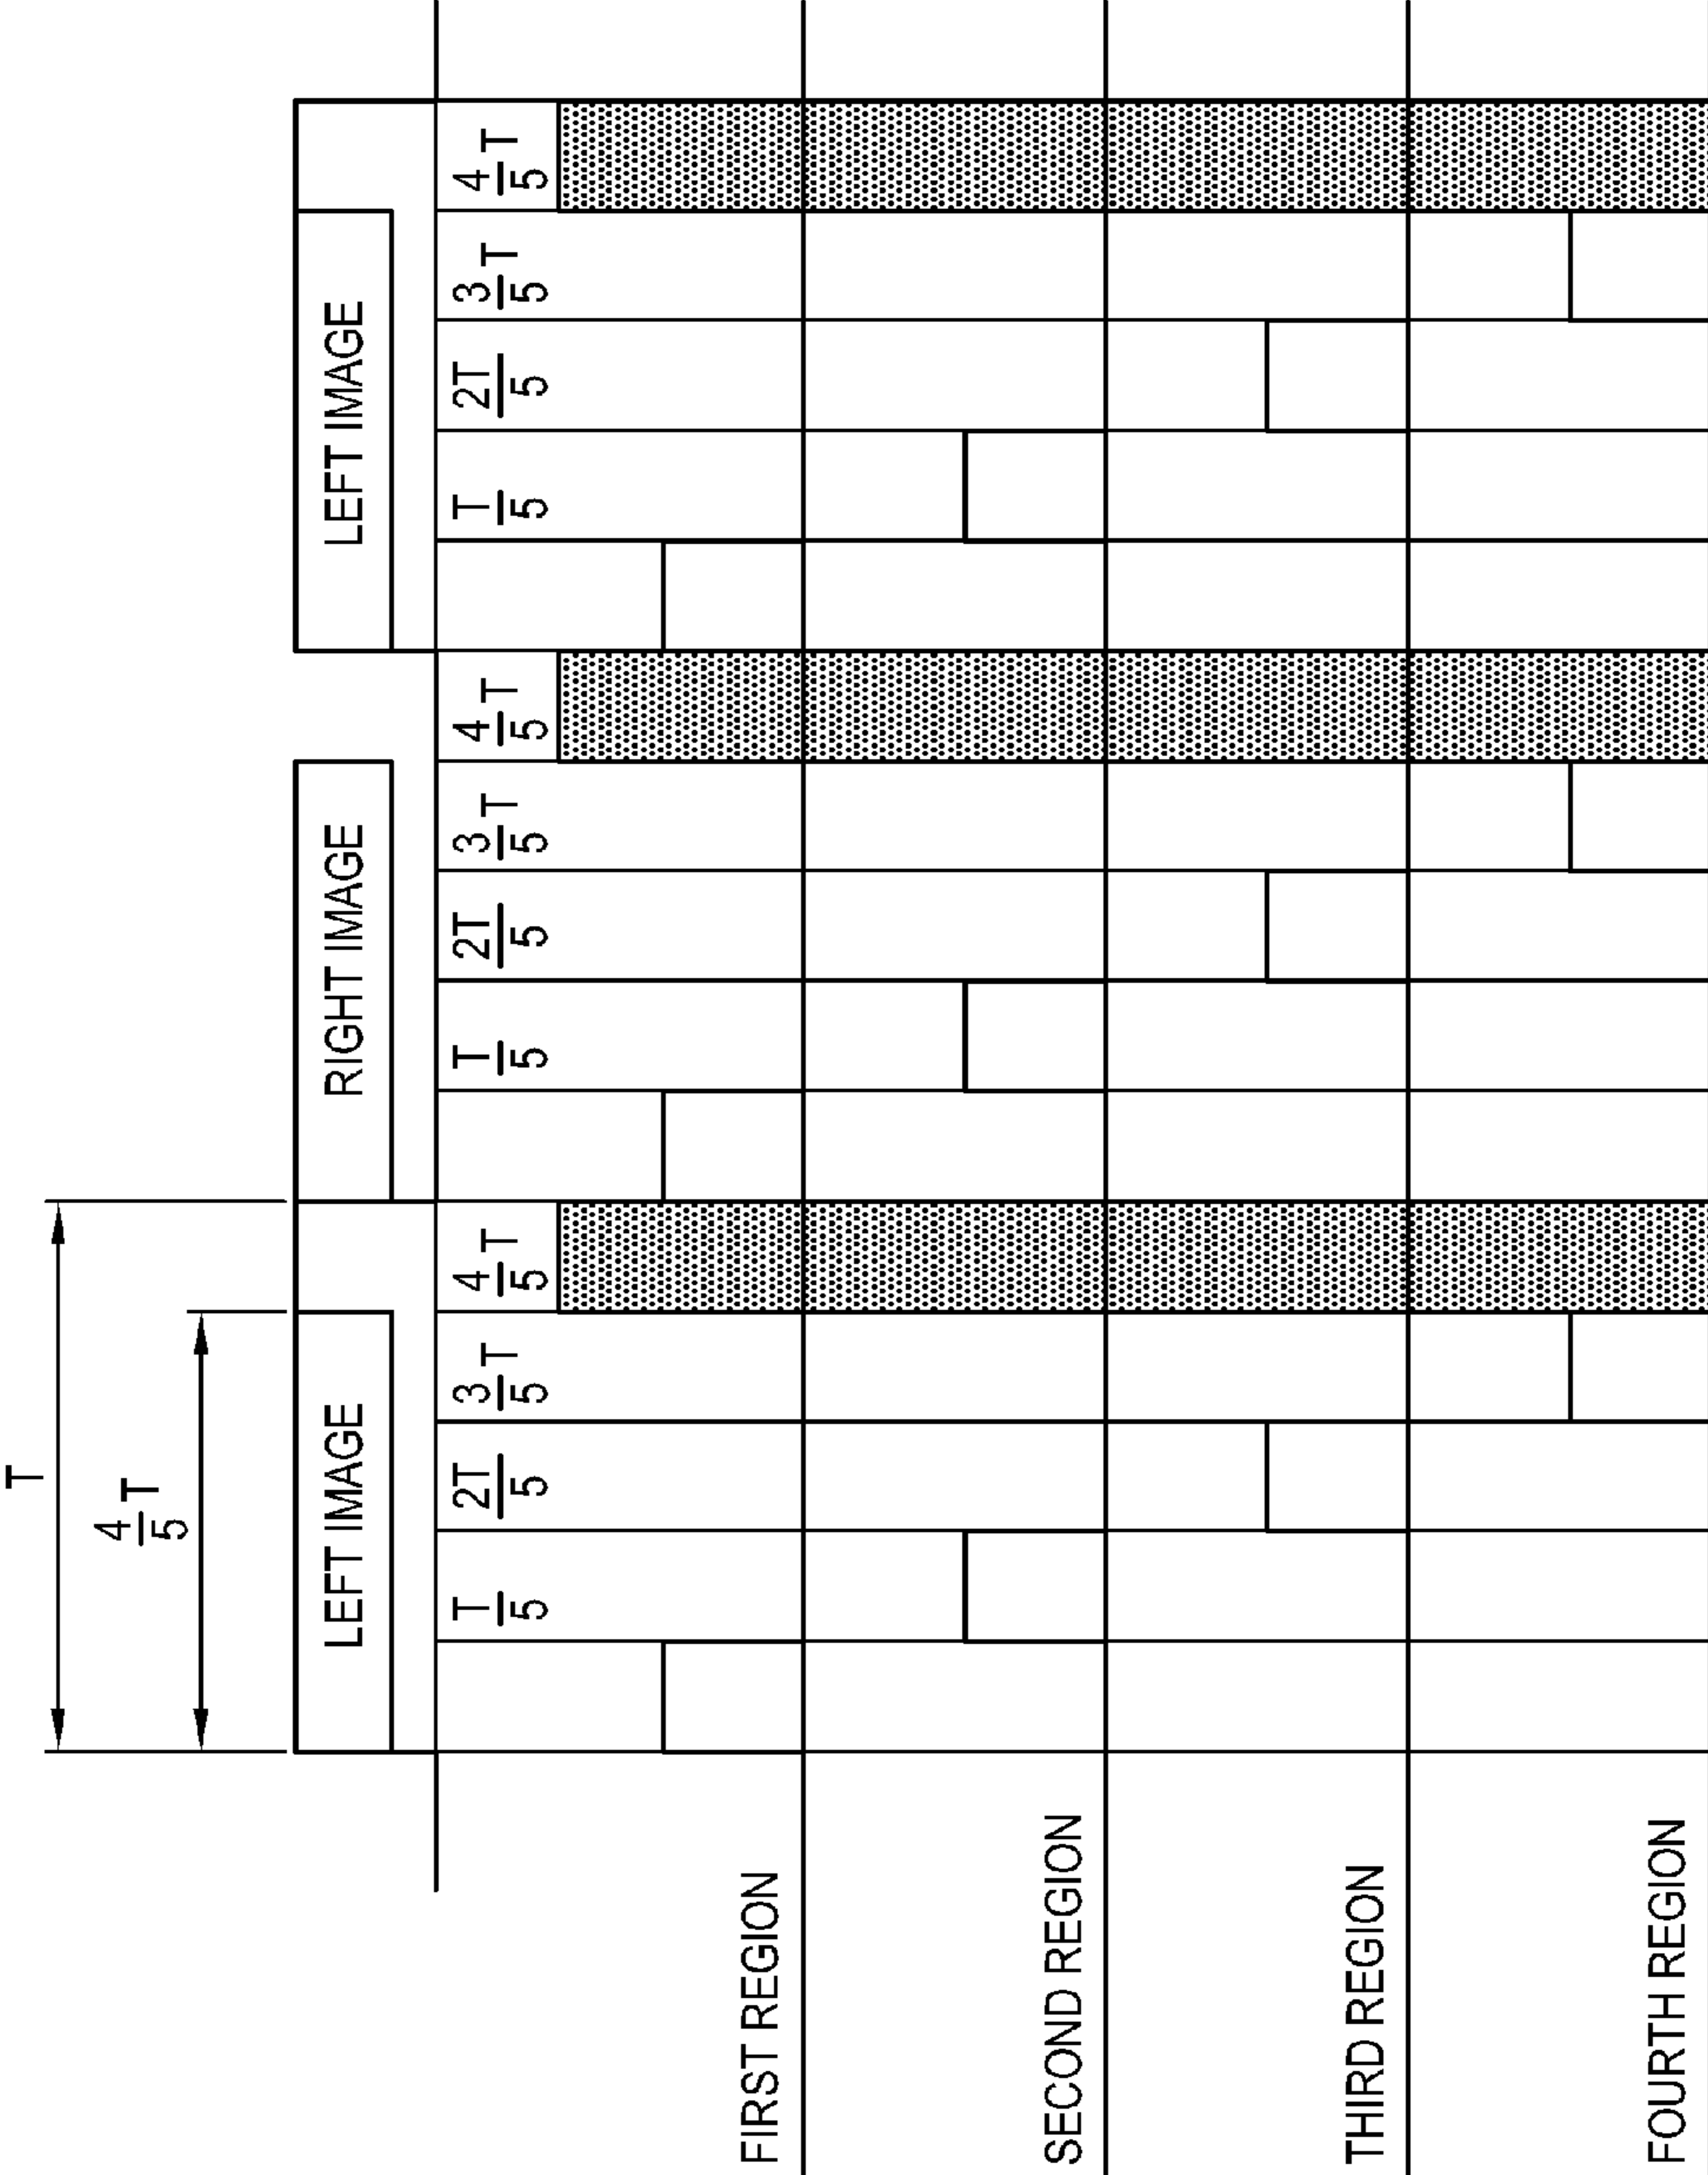 T
4/5 T
LEFT IMAGE RIGHT IMAGE LEFT IMAGE
T/5 2T/5 3/5 T 4/5 T T/5 2T/5 3/5 T 4/5 T T/5 2T/5 3/5 T 4/5 T
FIRST REGION
SECOND REGION
THIRD REGION
FOURTH REGION